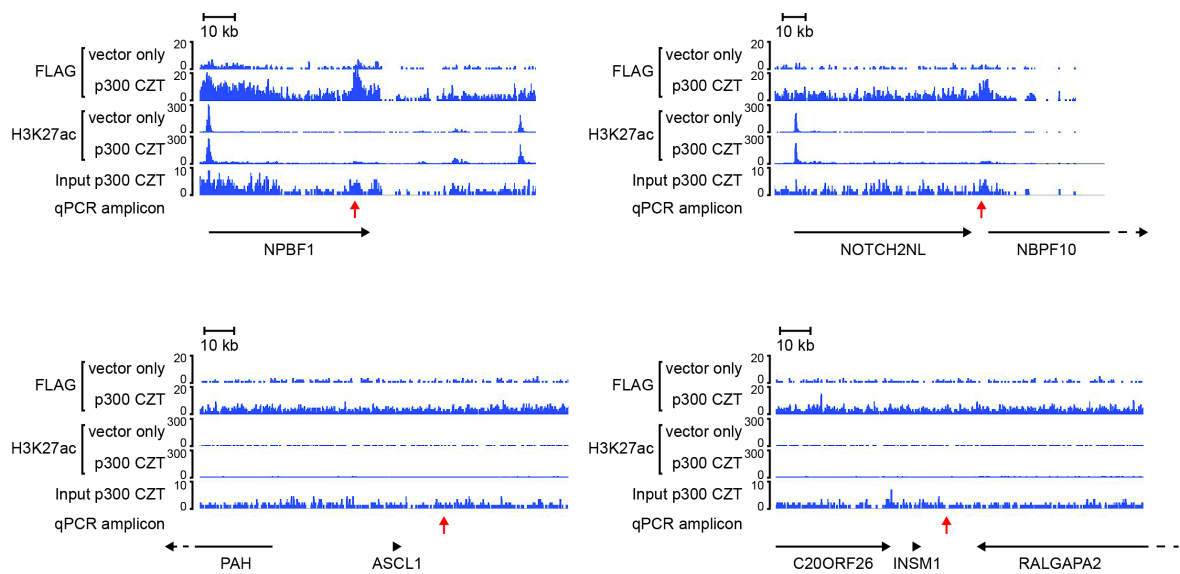 10 kb
10 kb
FLAG
vector only
20
0
p300 CZT
20
0
H3K27ac
vector only
300
0
p300 CZT
300
0
Input p300 CZT
10
0
qPCR amplicon
NPBF1
FLAG
vector only
20
0
p300 CZT
20
0
H3K27ac
vector only
300
0
p300 CZT
300
0
Input p300 CZT
10
0
qPCR amplicon
NOTCH2NL
NBPF10
10 kb
10 kb
FLAG
vector only
20
0
p300 CZT
20
0
H3K27ac
vector only
300
0
p300 CZT
300
0
Input p300 CZT
10
0
qPCR amplicon
PAH
ASCL1
FLAG
vector only
20
0
p300 CZT
20
0
H3K27ac
vector only
300
0
p300 CZT
300
0
Input p300 CZT
10
0
qPCR amplicon
C20ORF26
INSM1
RALGAPA2